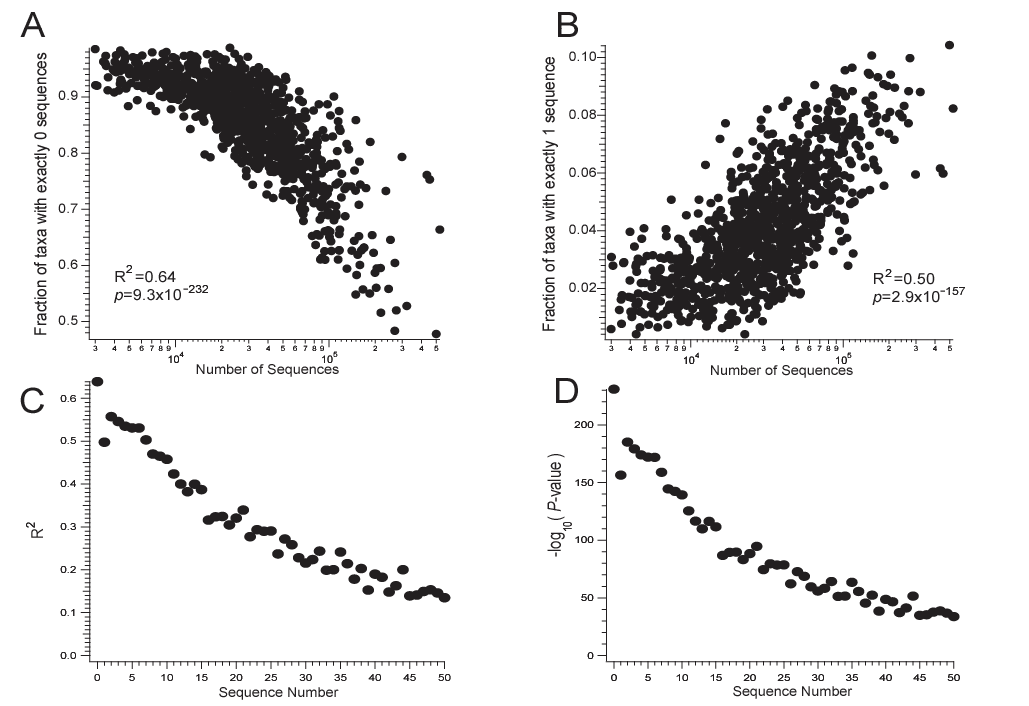 A
Fraction of taxa with exactly 0 sequences
0.9
0.8
0.7
0.6
0.5
R²=0.64
p=9.3x10⁻²³²
3 4 5 6 7 8 9 10⁴ 2 3 4 5 6 7 8 9 10⁵ 2 3 4 5
Number of Sequences
B
Fraction of taxa with exactly 1 sequence
0.10
0.08
0.06
0.04
0.02
R²=0.50
p=2.9x10⁻¹⁵⁷
3 4 5 6 7 8 9 10⁴ 2 3 4 5 6 7 8 9 10⁵ 2 3 4 5
Number of Sequences
C
R²
0.6
0.5
0.4
0.3
0.2
0.1
0.0
0 5 10 15 20 25 30 35 40 45 50
Sequence Number
D
-log₁₀(P-value)
200
150
100
50
0
0 5 10 15 20 25 30 35 40 45 50
Sequence Number